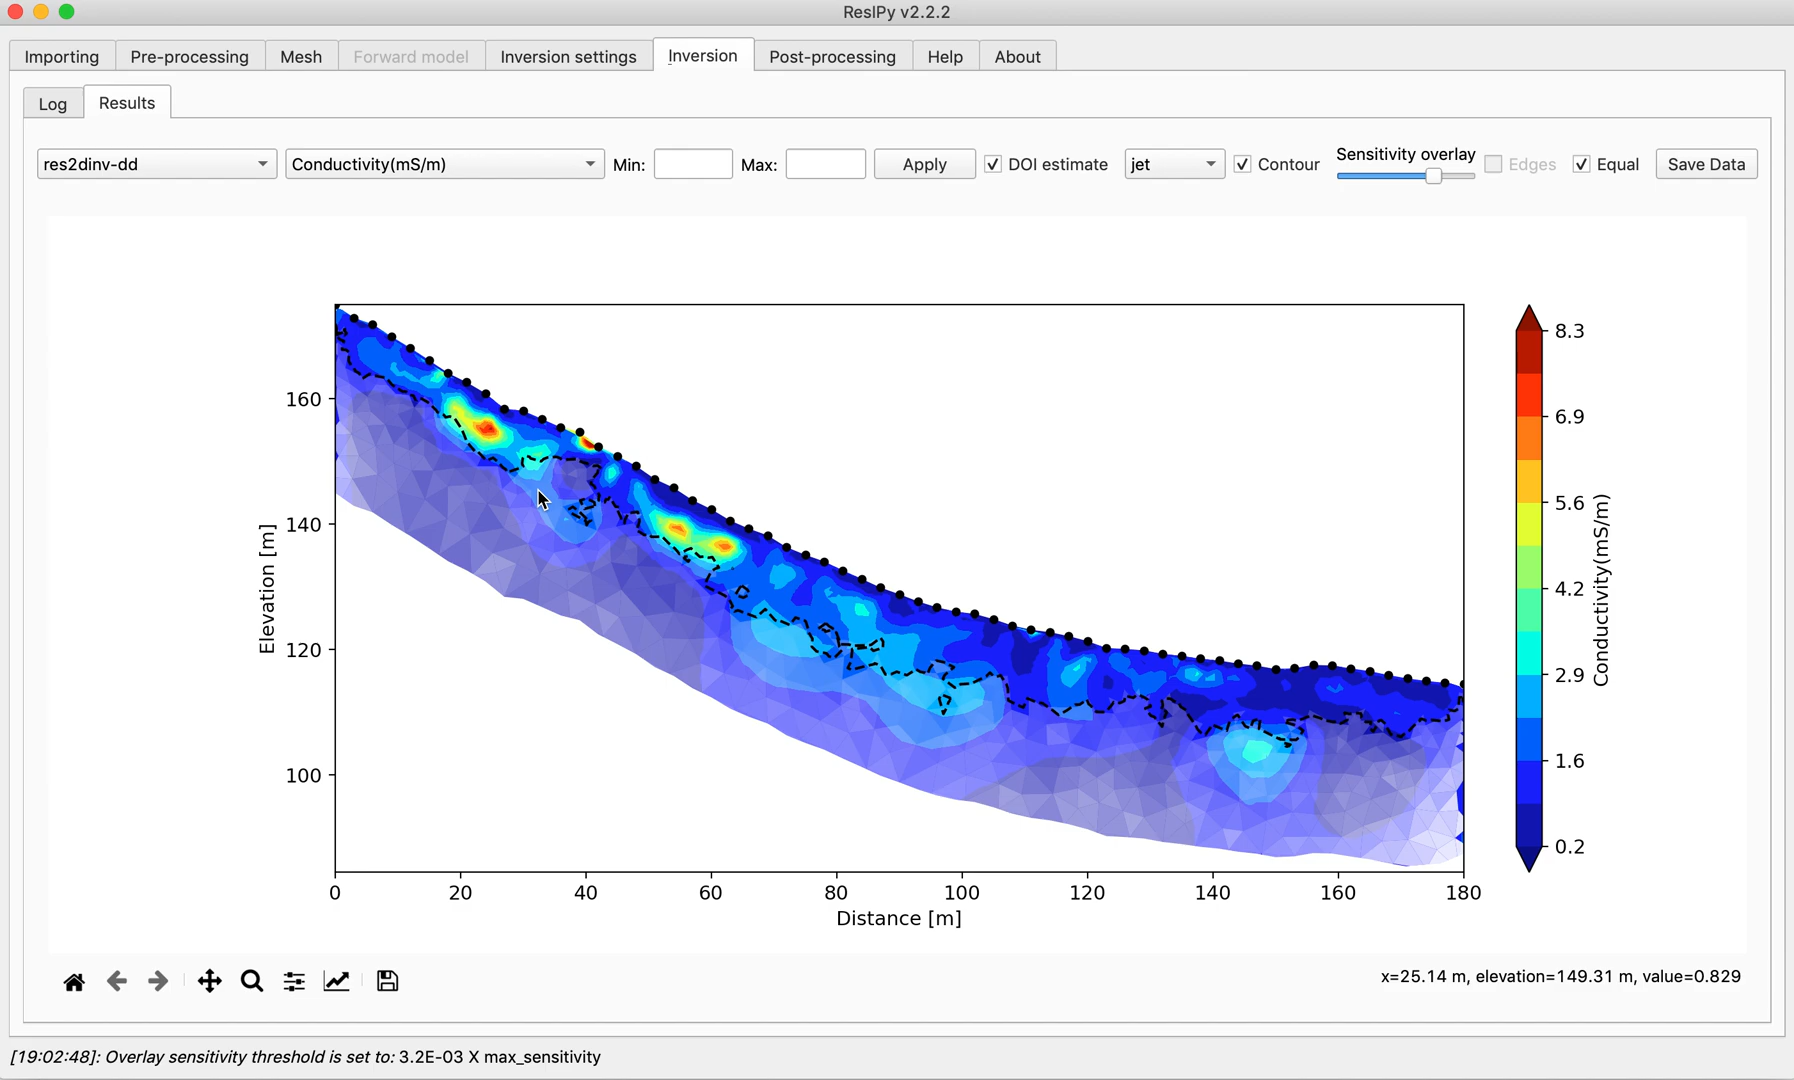 ResIPy v2.2.2
Importing Pre-processing Mesh Forward model Inversion settings Inversion Post-processing Help About
Log Results
res2dinv-dd Conductivity(mS/m) Min: Max: Apply DOI estimate jet Contour Sensitivity overlay Edges Equal Save Data
8.3
6.9
5.6
4.2
2.9
1.6
0.2
Conductivity(mS/m)
160
140
120
100
Elevation [m]
0 20 40 60 80 100 120 140 160 180
Distance [m]
x=25.14 m, elevation=149.31 m, value=0.829
[19:02:48]: Overlay sensitivity threshold is set to: 3.2E-03 X max_sensitivity